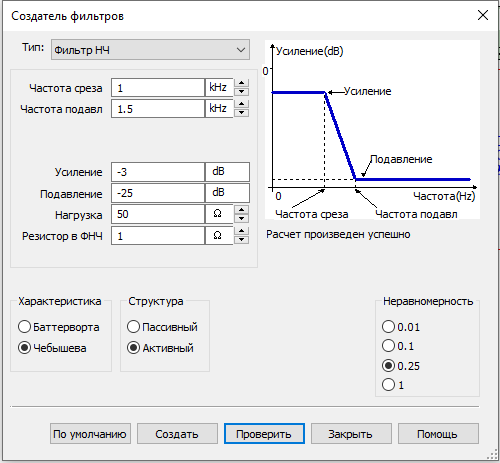 Создатель фильтров
Тип: Фильтр НЧ
Частота среза 1 kHz
Частота подавл 1.5 kHz
Усиление -3 dB
Подавление -25 dB
Нагрузка 50 Ω
Резистор в ФНЧ 1 Ω
Усиление(dB)
0
Усиление
Подавление
0 Частота(Hz)
Частота среза Частота подавл
Расчет произведен успешно
Характеристика
Баттерворта
Чебышева
Структура
Пассивный
Активный
Неравномерность
0.01
0.1
0.25
1
По умолчанию Создать Проверить Закрыть Помощь